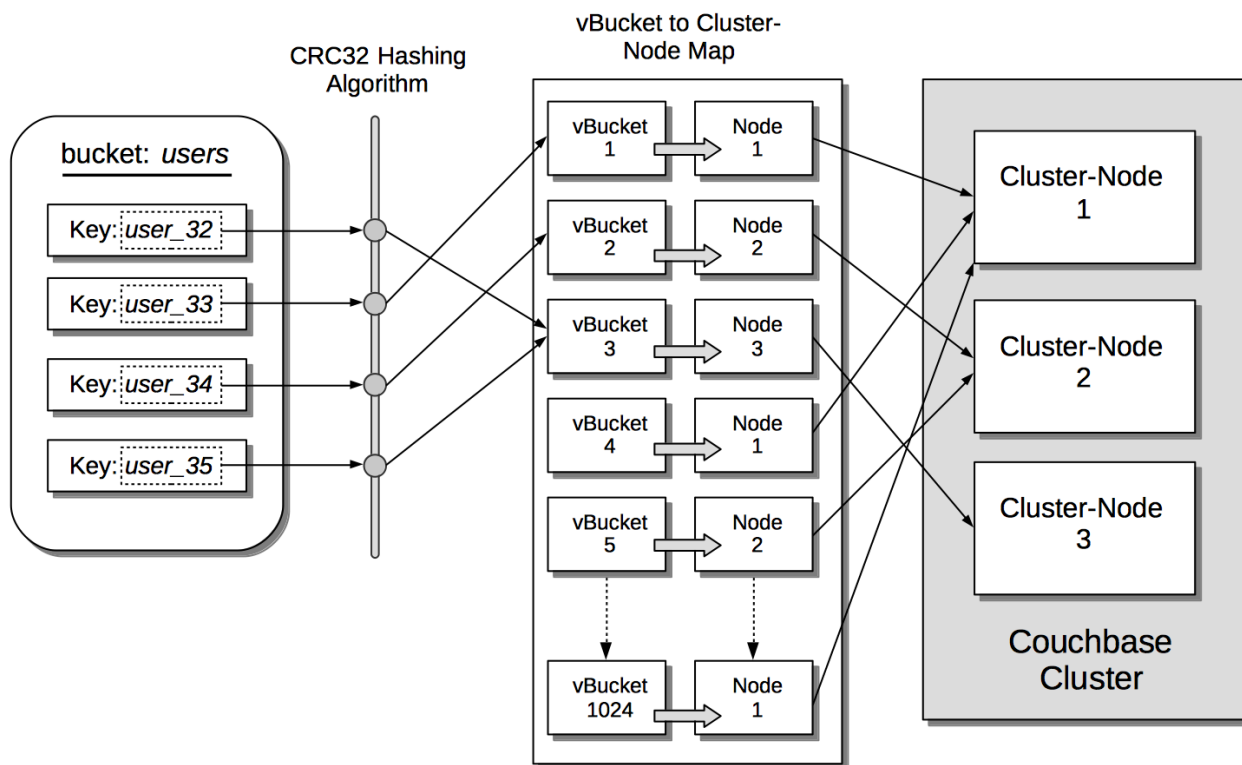 vBucket to Cluster-
Node Map
CRC32 Hashing
Algorithm
bucket: users
Key: user_32
Key: user_33
Key: user_34
Key: user_35
vBucket
1
Node
1
vBucket
2
Node
2
vBucket
3
Node
3
vBucket
4
Node
1
vBucket
5
Node
2
vBucket
1024
Node
1
Cluster-Node
1
Cluster-Node
2
Cluster-Node
3
Couchbase
Cluster